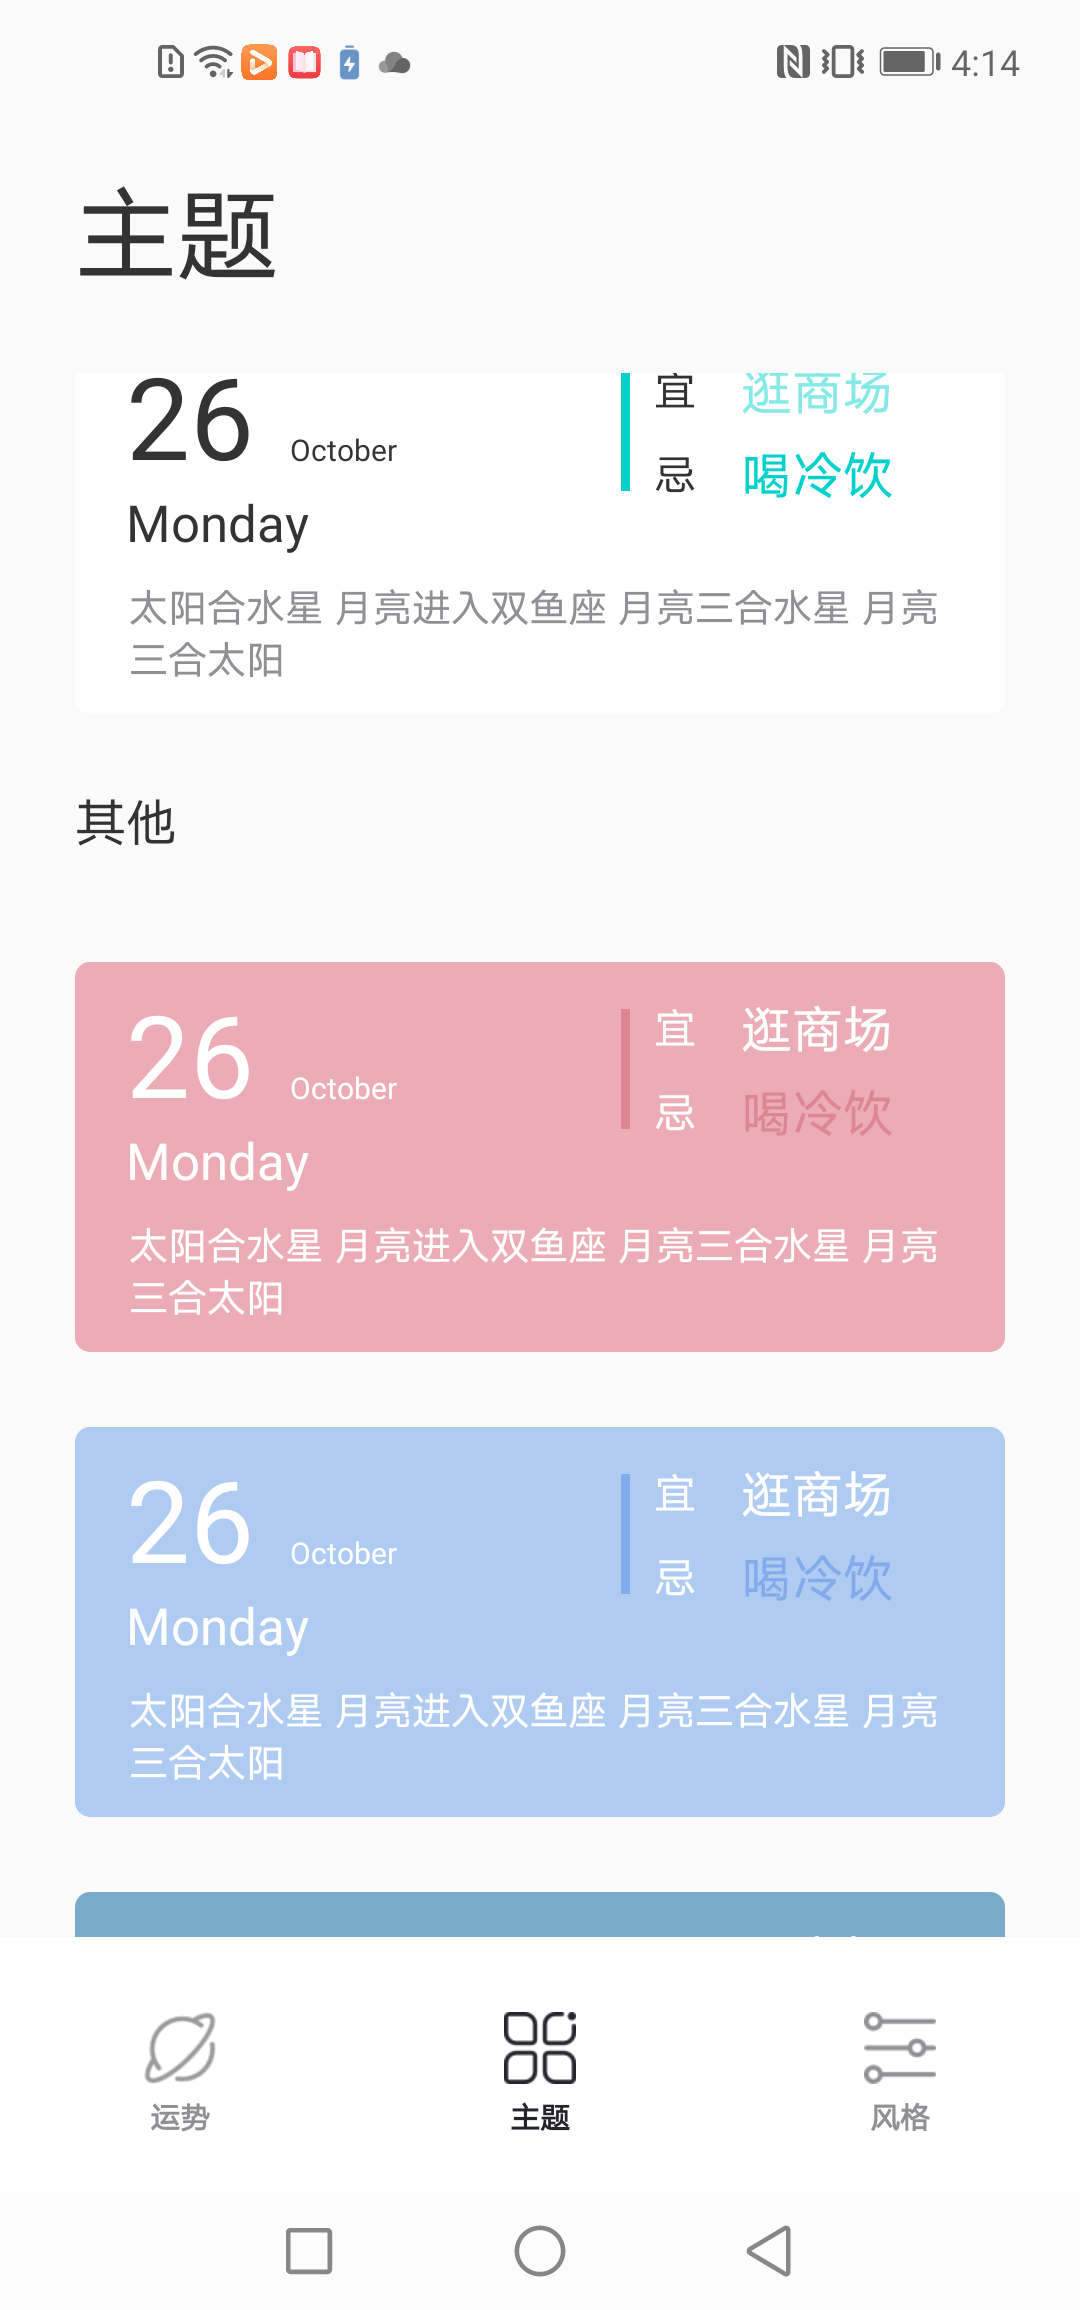 4:14
主题
26 October
宜 逛商场
忌 喝冷饮
Monday
太阳合水星 月亮进入双鱼座 月亮三合水星 月亮
三合太阳
其他
26 October
宜 逛商场
忌 喝冷饮
Monday
太阳合水星 月亮进入双鱼座 月亮三合水星 月亮
三合太阳
26 October
宜 逛商场
忌 喝冷饮
Monday
太阳合水星 月亮进入双鱼座 月亮三合水星 月亮
三合太阳
运势
主题
风格